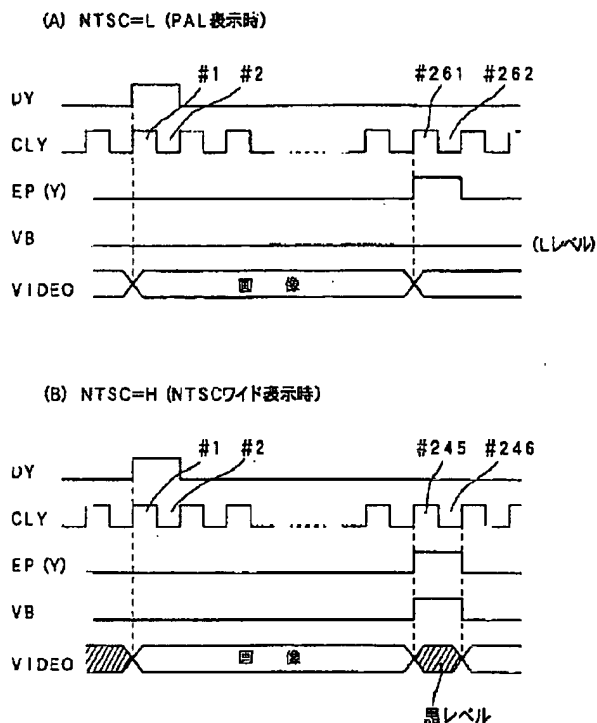 (A) NTSC=L (PAL表示時)
#1 #2 #261 #262
DY
CLY
EP (Y)
VB
(Lレベル)
VIDEO
画 像
(B) NTSC=H (NTSCワイド表示時)
#1 #2 #245 #246
DY
CLY
EP (Y)
VB
VIDEO
画 像
黒レベル